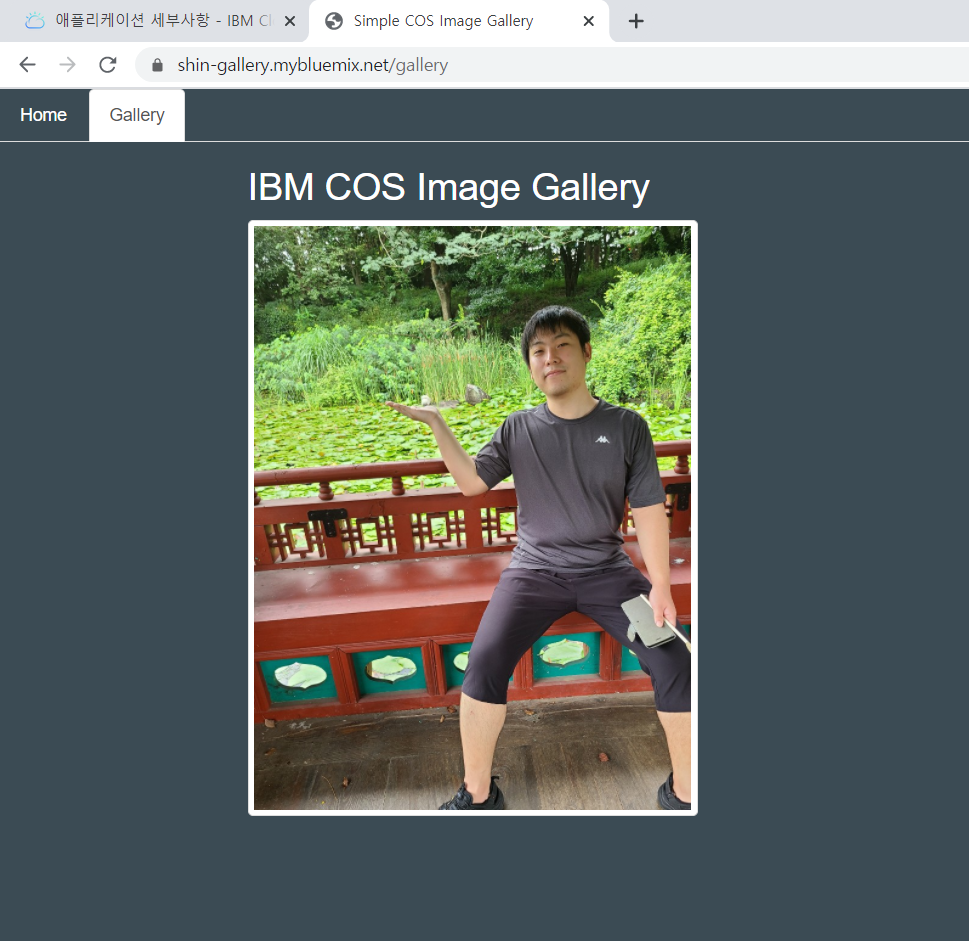 애플리케이션 세부사항 - IBM Cl
Simple COS Image Gallery
shin-gallery.mybluemix.net/gallery
Home
Gallery
IBM COS Image Gallery